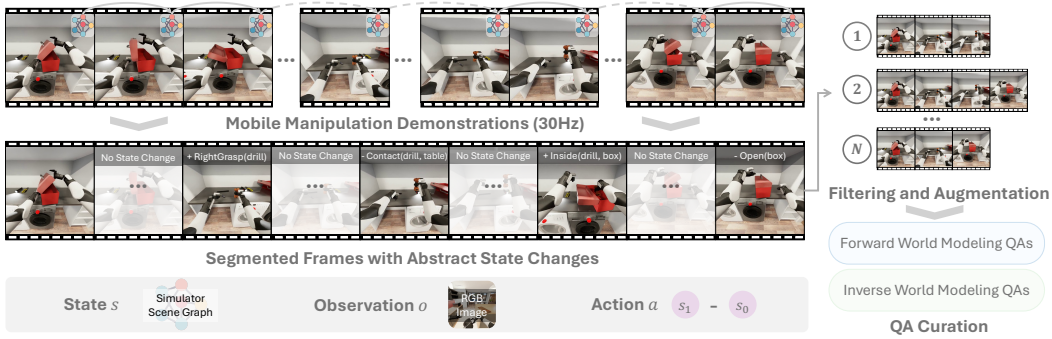 Mobile Manipulation Demonstrations (30Hz)
No State Change
+ RightGrasp(drill)
No State Change
- Contact(drill, table)
No State Change
+ Inside(drill, box)
No State Change
- Open(box)
Segmented Frames with Abstract State Changes
State s
Simulator
Scene Graph
Observation o
RGB
Image
Action a
s₁ - s₀
1
2
...
N
Filtering and Augmentation
Forward World Modeling QAs
Inverse World Modeling QAs
QA Curation